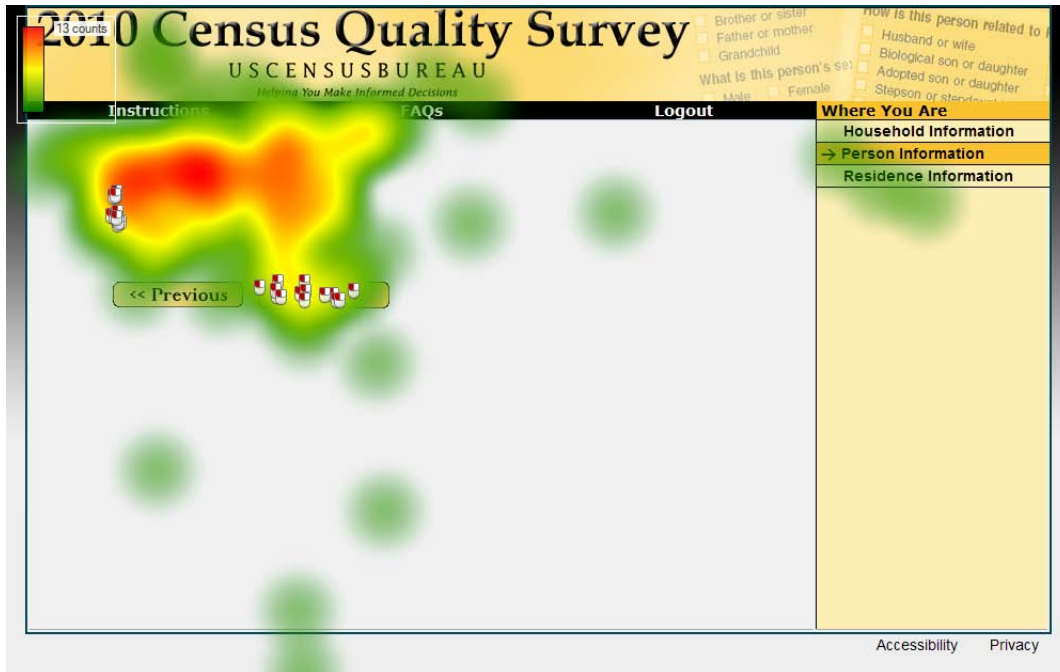 13 counts
2010 Census Quality Survey
USCENSUSBUREAU
Helping You Make Informed Decisions
Brother or sister
Father or mother
Grandchild
What is this person's sex
Male Female
How is this person related to
Husband or wife
Biological son or daughter
Adopted son or daughter
Stepson or
Instructions FAQs Logout
Where You Are
Household Information
→ Person Information
Residence Information
<< Previous
Accessibility Privacy